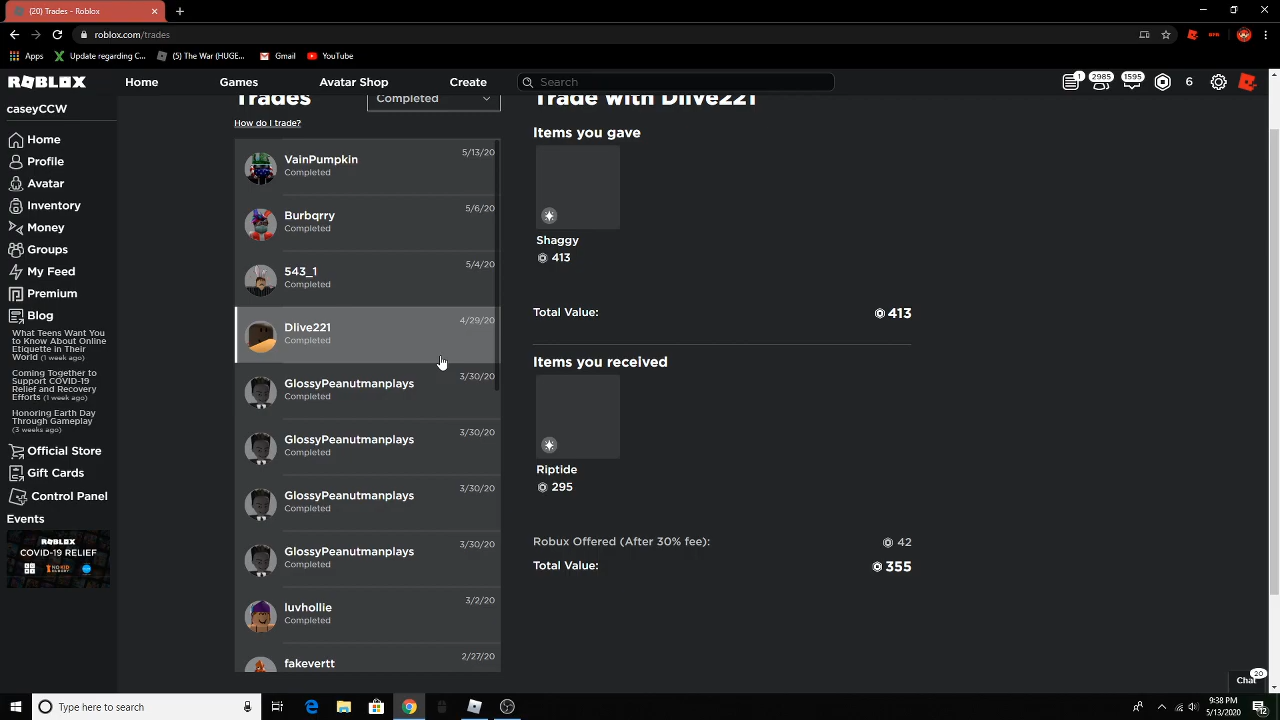 (20) Trades - Roblox
roblox.com/trades
Apps
Update regarding C...
(5) The War (HUGE...
Gmail
YouTube
ROBLOX
Home
Games
Avatar Shop
Create
Search
1
2985
1595
6
caseyCCW
Home
Profile
Avatar
Inventory
Money
Groups
My Feed
Premium
Blog
What Teens Want You
to Know About Online
Etiquette in Their
World (1 week ago)
Coming Together to
Support COVID-19
Relief and Recovery
Efforts (1 week ago)
Honoring Earth Day
Through Gameplay
(3 weeks ago)
Official Store
Gift Cards
Control Panel
Events
ROBLOX
COVID-19 RELIEF
NO KID
HUNGRY
Trades
Completed
How do I trade?
VainPumpkin
5/13/20
Completed
Burbqrry
5/6/20
Completed
543_1
5/4/20
Completed
Dlive221
4/29/20
Completed
GlossyPeanutmanplays
3/30/20
Completed
GlossyPeanutmanplays
3/30/20
Completed
GlossyPeanutmanplays
3/30/20
Completed
GlossyPeanutmanplays
3/30/20
Completed
luvhollie
3/2/20
Completed
fakevertt
2/27/20
Trade with Dlive221
Items you gave
Shaggy
413
Total Value:
413
Items you received
Riptide
295
Robux Offered (After 30% fee):
42
Total Value:
355
Chat
20
Type here to search
9:38 PM
5/13/2020
2